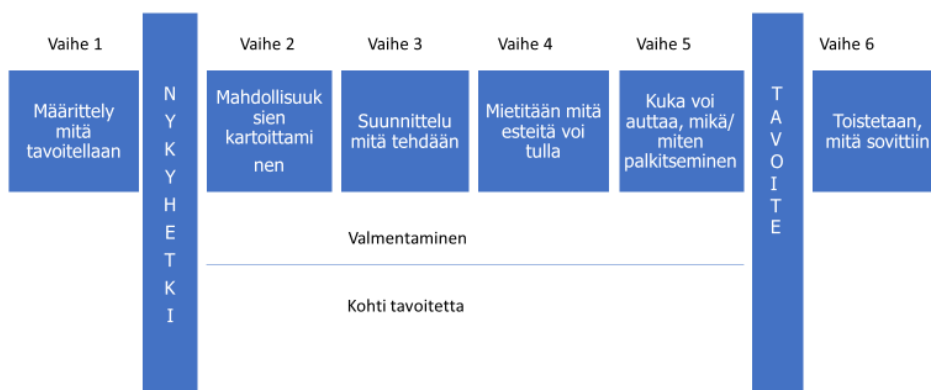 Vaihe 1
Määrittely
mitä
tavoitellaan
NYKYHETKI
Vaihe 2
Mahdollisuuk
sien
kartoittami
nen
Vaihe 3
Suunnittelu
mitä tehdään
Vaihe 4
Mietitään mitä
esteitä voi
tulla
Vaihe 5
Kuka voi
auttaa, mikä/
miten
palkitseminen
Valmentaminen
Kohti tavoitetta
TAVOITE
Vaihe 6
Toistetaan,
mitä sovittiin